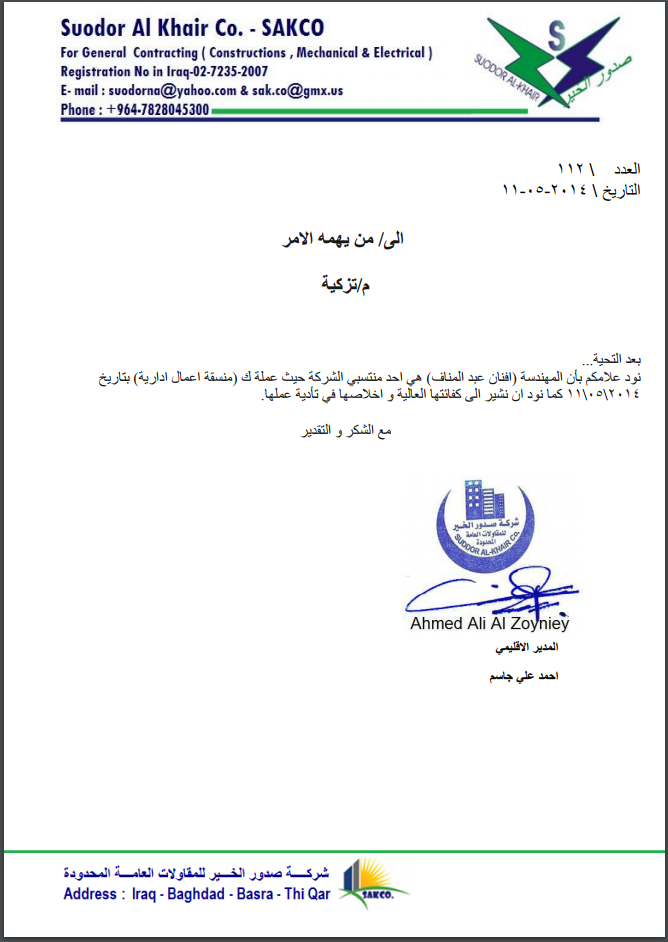 Suodor Al Khair Co. - SAKCO
For General Contracting ( Constructions , Mechanical & Electrical )
Registration No in Iraq-02-7235-2007
E- mail : suodorna@yahoo.com & sak.co@gmx.us
Phone : +964-7828045300
S
SUODOR AL-KHAIR
صدور الخير
العدد \ ١١٢
التاريخ \ ٢٠١٤-٠٥-١١
الى/ من يهمه الامر
م/تزكية
بعد التحية...
نود علامكم بأن المهندسة (افنان عبد المناف) هي احد منتسبي الشركة حيث عملة ك (منسقة اعمال ادارية) بتاريخ
٢٠١٤\٠٥\١١ كما نود ان نشير الى كفائتها العالية و اخلاصها في تأدية عملها.
مع الشكر و التقدير
شركة صدور الخير
للمقاولات العامة
المحدودة
SUODOR AL-KHAIR CO.
Ahmed Ali Al Zoyniey
المدير الاقليمي
احمد علي جاسم
شركـــة صدور الخـــير للمقاولات العامـــة المحدودة
Address : Iraq - Baghdad - Basra - Thi Qar
SAKCO.